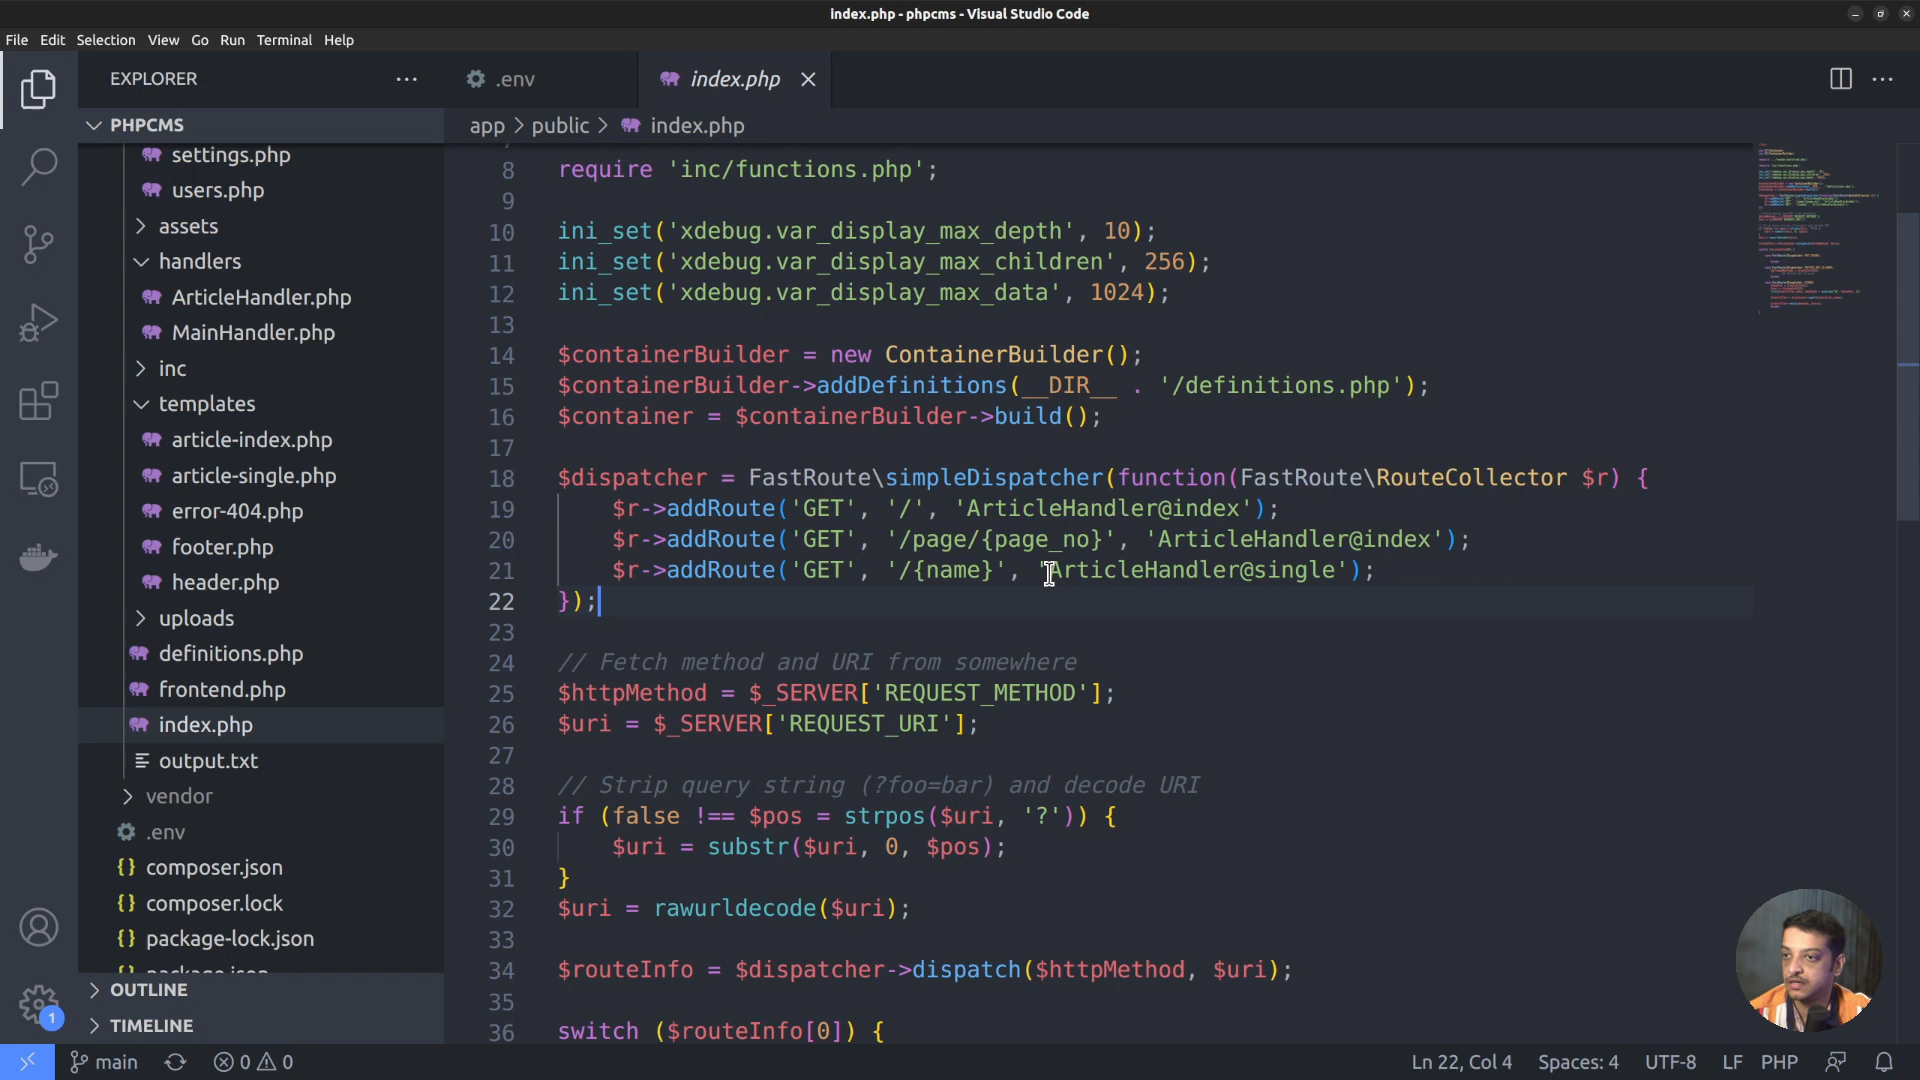 index.php - phpcms - Visual Studio Code
File Edit Selection View Go Run Terminal Help
EXPLORER
.env
index.php
PHPCMS
app > public > index.php
settings.php
users.php
assets
handlers
ArticleHandler.php
MainHandler.php
inc
templates
article-index.php
article-single.php
error-404.php
footer.php
header.php
uploads
definitions.php
frontend.php
index.php
output.txt
vendor
.env
composer.json
composer.lock
package-lock.json
package.json
OUTLINE
TIMELINE
8 require 'inc/functions.php';
9
10 ini_set('xdebug.var_display_max_depth', 10);
11 ini_set('xdebug.var_display_max_children', 256);
12 ini_set('xdebug.var_display_max_data', 1024);
13
14 $containerBuilder = new ContainerBuilder();
15 $containerBuilder->addDefinitions(__DIR__ . '/definitions.php');
16 $container = $containerBuilder->build();
17
18 $dispatcher = FastRoute\simpleDispatcher(function(FastRoute\RouteCollector $r) {
19 $r->addRoute('GET', '/', 'ArticleHandler@index');
20 $r->addRoute('GET', '/page/{page_no}', 'ArticleHandler@index');
21 $r->addRoute('GET', '/{name}', 'ArticleHandler@single');
22 });
23
24 // Fetch method and URI from somewhere
25 $httpMethod = $_SERVER['REQUEST_METHOD'];
26 $uri = $_SERVER['REQUEST_URI'];
27
28 // Strip query string (?foo=bar) and decode URI
29 if (false !== $pos = strpos($uri, '?')) {
30 $uri = substr($uri, 0, $pos);
31 }
32 $uri = rawurldecode($uri);
33
34 $routeInfo = $dispatcher->dispatch($httpMethod, $uri);
35
36 switch ($routeInfo[0]) {
1
main
0 0
Ln 22, Col 4
Spaces: 4
UTF-8
LF
PHP